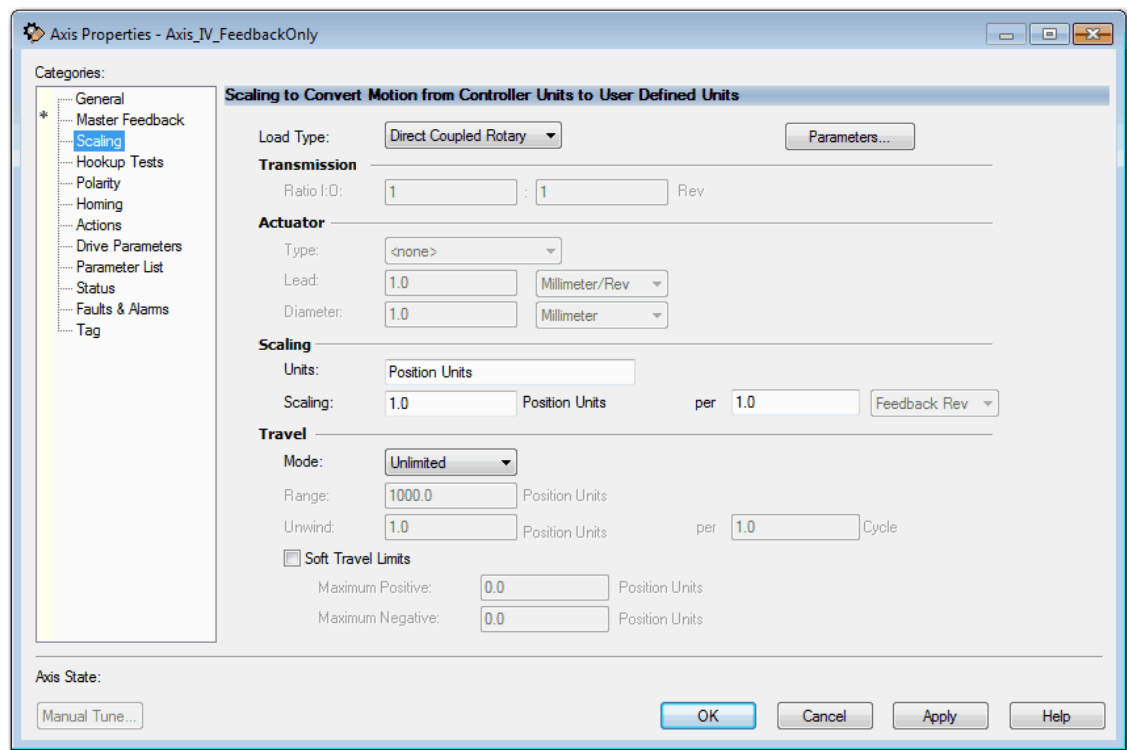 Axis Properties - Axis_IV_FeedbackOnly
Categories:
General
* Master Feedback
Scaling
Hookup Tests
Polarity
Homing
Actions
Drive Parameters
Parameter List
Status
Faults & Alarms
Tag
Scaling to Convert Motion from Controller Units to User Defined Units
Load Type: Direct Coupled Rotary Parameters...
Transmission
Ratio I:O: 1 : 1 Rev
Actuator
Type: <none>
Lead: 1.0 Millimeter/Rev
Diameter: 1.0 Millimeter
Scaling
Units: Position Units
Scaling: 1.0 Position Units per 1.0 Feedback Rev
Travel
Mode: Unlimited
Range: 1000.0 Position Units
Unwind: 1.0 Position Units per 1.0 Cycle
Soft Travel Limits
Maximum Positive: 0.0 Position Units
Maximum Negative: 0.0 Position Units
Axis State:
Manual Tune... OK Cancel Apply Help